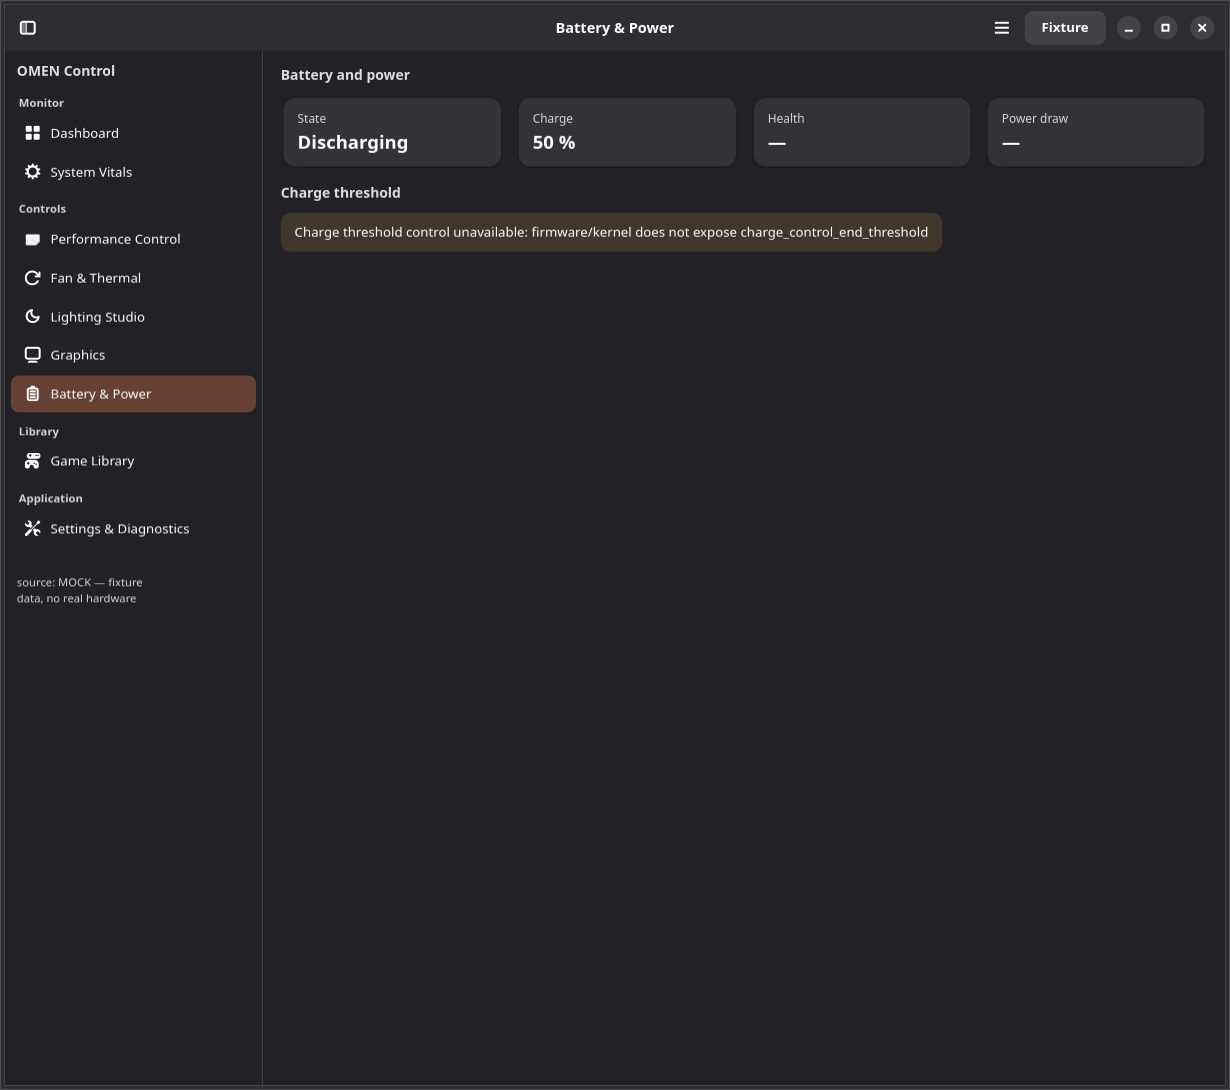 Battery & Power
Fixture
OMEN Control
Monitor
Dashboard
System Vitals
Controls
Performance Control
Fan & Thermal
Lighting Studio
Graphics
Battery & Power
Library
Game Library
Application
Settings & Diagnostics
source: MOCK — fixture
data, no real hardware
Battery and power
State
Discharging
Charge
50 %
Health
—
Power draw
—
Charge threshold
Charge threshold control unavailable: firmware/kernel does not expose charge_control_end_threshold